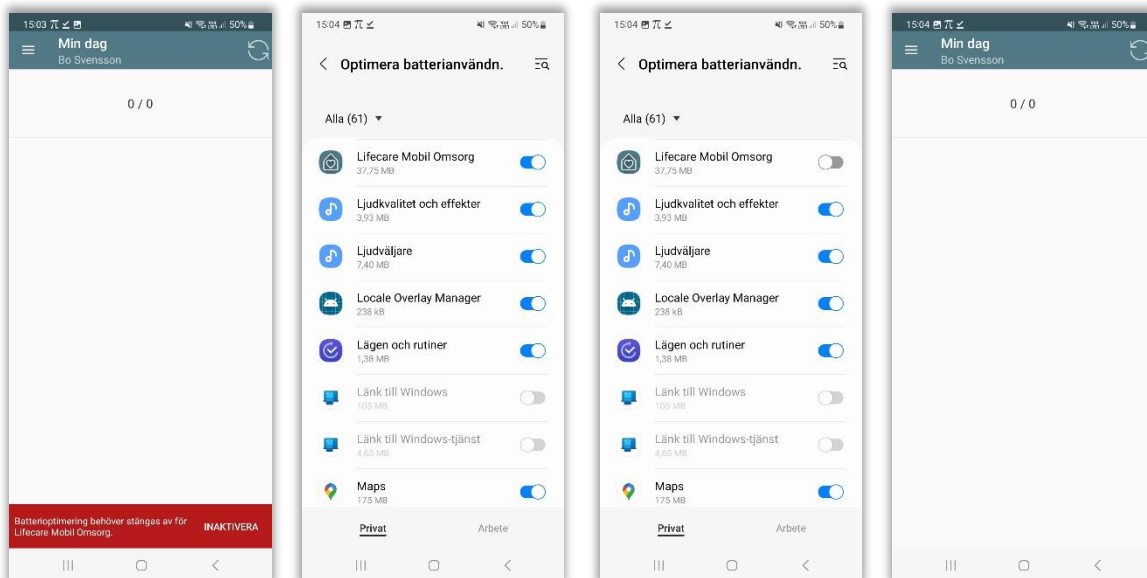 15:03
50%
Min dag
Bo Svensson
0 / 0
Batterioptimering behöver stängas av för
Lifecare Mobil Omsorg.
INAKTIVERA
15:04
50%
Optimera batterianvändn.
Alla (61)
Lifecare Mobil Omsorg
37,75 MB
Ljudkvalitet och effekter
3,93 MB
Ljudväljare
7,40 MB
Locale Overlay Manager
238 kB
Lägen och rutiner
1,38 MB
Länk till Windows
105 MB
Länk till Windows-tjänst
4,65 MB
Maps
175 MB
Privat
Arbete
15:04
50%
Optimera batterianvändn.
Alla (61)
Lifecare Mobil Omsorg
37,75 MB
Ljudkvalitet och effekter
3,93 MB
Ljudväljare
7,40 MB
Locale Overlay Manager
238 kB
Lägen och rutiner
1,38 MB
Länk till Windows
105 MB
Länk till Windows-tjänst
4,65 MB
Maps
175 MB
Privat
Arbete
15:04
50%
Min dag
Bo Svensson
0 / 0